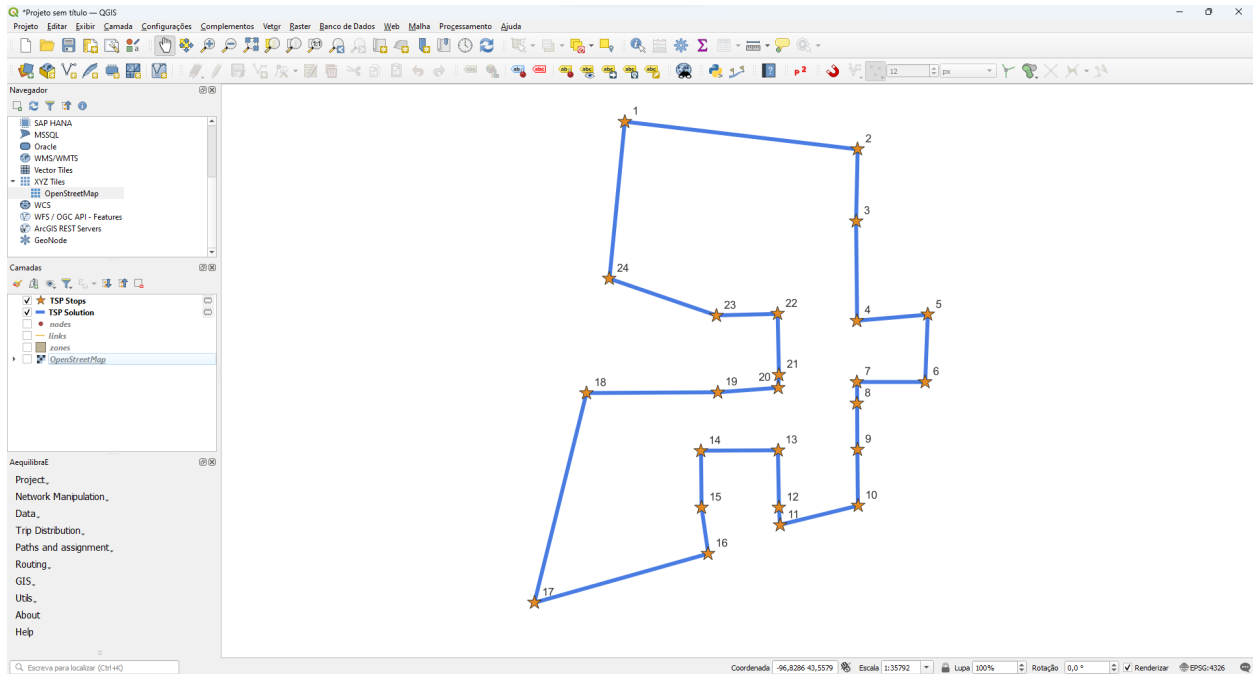 *Projeto sem título — QGIS
Projeto Editar Exibir Camada Configurações Complementos Vetor Raster Banco de Dados Web Malha Processamento Ajuda
12 px
Navegador
SAP HANA
MSSQL
Oracle
WMS/WMTS
Vector Tiles
XYZ Tiles
OpenStreetMap
WCS
WFS / OGC API - Features
ArcGIS REST Servers
GeoNode
Camadas
TSP Stops
TSP Solution
nodes
links
zones
OpenStreetMap
AequilibraE
Project
Network Manipulation
Data
Trip Distribution
Paths and assignment
Routing
GIS
Utils
About
Help
1
2
3
24
23
22
4
5
21
20
7
6
18
19
8
14
13
9
15
12
10
11
16
17
Escreva para localizar (Ctrl+K) Coordenada -96,8286 43,5579 Escala 1:35792 Lupa 100% Rotação 0,0 ° Renderizar EPSG:4326